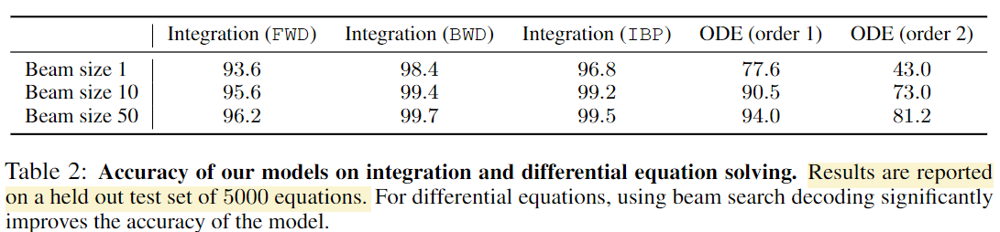 Integration (FWD) Integration (BWD) Integration (IBP) ODE (order 1) ODE (order 2)
Beam size 1 93.6 98.4 96.8 77.6 43.0
Beam size 10 95.6 99.4 99.2 90.5 73.0
Beam size 50 96.2 99.7 99.5 94.0 81.2
Table 2: Accuracy of our models on integration and differential equation solving. Results are reported
on a held out test set of 5000 equations. For differential equations, using beam search decoding significantly
improves the accuracy of the model.